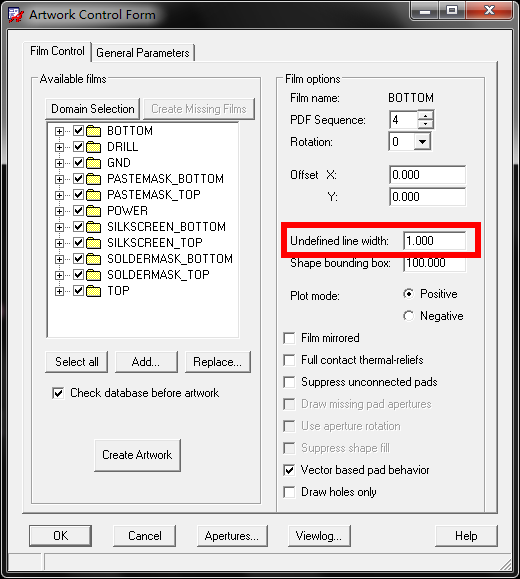 Artwork Control Form
Film Control
General Parameters
Available films
Domain Selection
Create Missing Films
BOTTOM
DRILL
GND
PASTEMASK_BOTTOM
PASTEMASK_TOP
POWER
SILKSCREEN_BOTTOM
SILKSCREEN_TOP
SOLDERMASK_BOTTOM
SOLDERMASK_TOP
TOP
Select all
Add...
Replace...
Check database before artwork
Create Artwork
Film options
Film name: BOTTOM
PDF Sequence: 4
Rotation: 0
Offset X: 0.000
Y: 0.000
Undefined line width: 1.000
Shape bounding box: 100.000
Plot mode: Positive
Negative
Film mirrored
Full contact thermal-reliefs
Suppress unconnected pads
Draw missing pad apertures
Use aperture rotation
Suppress shape fill
Vector based pad behavior
Draw holes only
OK
Cancel
Apertures...
Viewlog...
Help